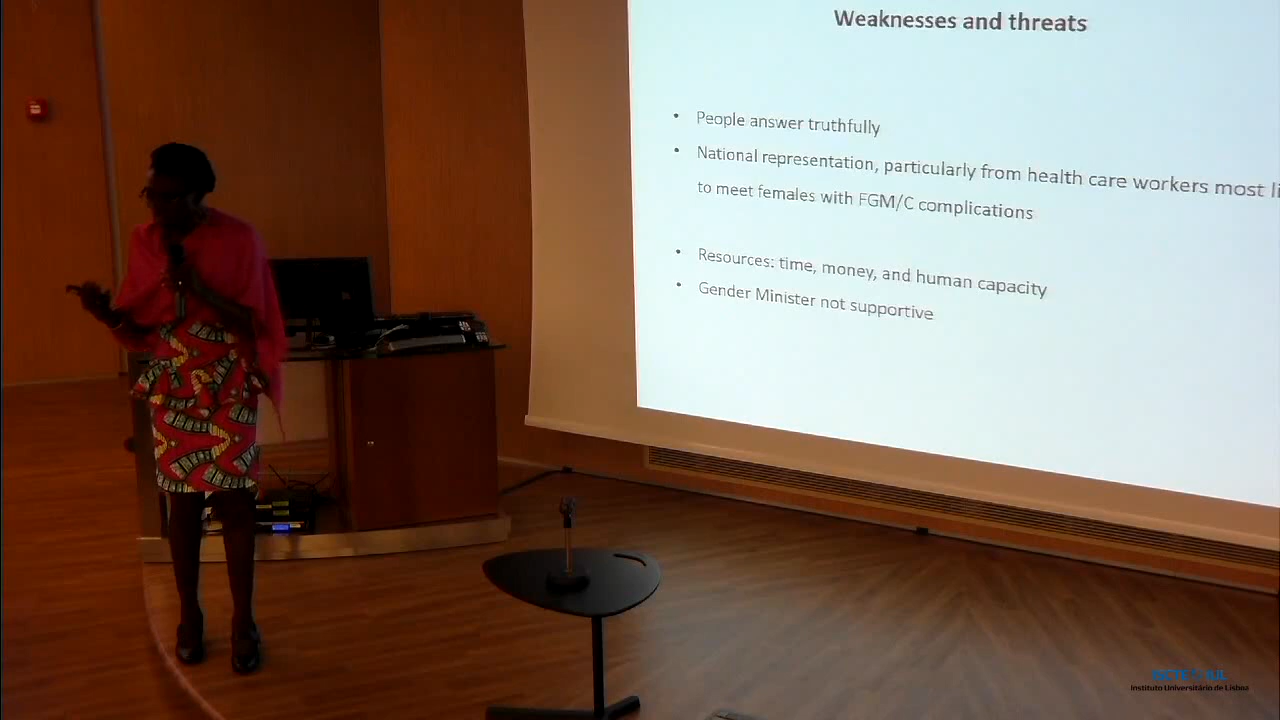 Weaknesses and threats
• People answer truthfully
• National representation, particularly from health care workers most li
to meet females with FGM/C complications
• Resources: time, money, and human capacity
• Gender Minister not supportive
Instituto Universitário de Lisboa